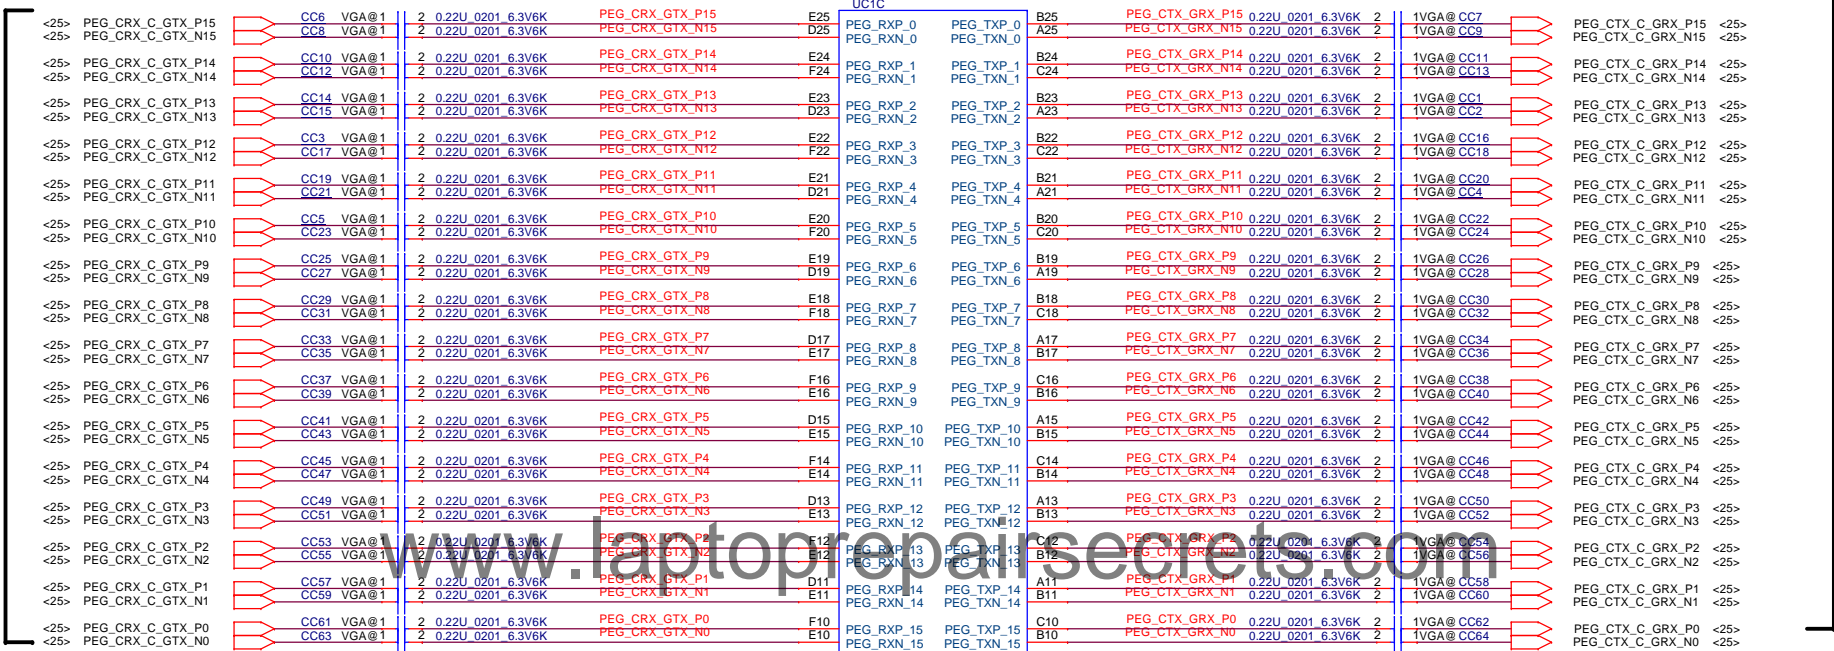 UC1C
<25> PEG_CRX_C_GTX_P15 CC6 VGA@1 2 0.22U_0201_6.3V6K PEG_CRX_GTX_P15 E25 PEG_RXP_0 PEG_TXP_0 B25 PEG_CTX_GRX_P15 0.22U_0201_6.3V6K 2 1VGA@ CC7 PEG_CTX_C_GRX_P15 <25>
<25> PEG_CRX_C_GTX_N15 CC8 VGA@1 2 0.22U_0201_6.3V6K PEG_CRX_GTX_N15 D25 PEG_RXN_0 PEG_TXN_0 A25 PEG_CTX_GRX_N15 0.22U_0201_6.3V6K 2 1VGA@ CC9 PEG_CTX_C_GRX_N15 <25>
<25> PEG_CRX_C_GTX_P14 CC10 VGA@1 2 0.22U_0201_6.3V6K PEG_CRX_GTX_P14 E24 PEG_RXP_1 PEG_TXP_1 B24 PEG_CTX_GRX_P14 0.22U_0201_6.3V6K 2 1VGA@ CC11 PEG_CTX_C_GRX_P14 <25>
<25> PEG_CRX_C_GTX_N14 CC12 VGA@1 2 0.22U_0201_6.3V6K PEG_CRX_GTX_N14 F24 PEG_RXN_1 PEG_TXN_1 C24 PEG_CTX_GRX_N14 0.22U_0201_6.3V6K 2 1VGA@ CC13 PEG_CTX_C_GRX_N14 <25>
<25> PEG_CRX_C_GTX_P13 CC14 VGA@1 2 0.22U_0201_6.3V6K PEG_CRX_GTX_P13 E23 PEG_RXP_2 PEG_TXP_2 B23 PEG_CTX_GRX_P13 0.22U_0201_6.3V6K 2 1VGA@ CC1 PEG_CTX_C_GRX_P13 <25>
<25> PEG_CRX_C_GTX_N13 CC15 VGA@1 2 0.22U_0201_6.3V6K PEG_CRX_GTX_N13 D23 PEG_RXN_2 PEG_TXN_2 A23 PEG_CTX_GRX_N13 0.22U_0201_6.3V6K 2 1VGA@ CC2 PEG_CTX_C_GRX_N13 <25>
<25> PEG_CRX_C_GTX_P12 CC3 VGA@1 2 0.22U_0201_6.3V6K PEG_CRX_GTX_P12 E22 PEG_RXP_3 PEG_TXP_3 B22 PEG_CTX_GRX_P12 0.22U_0201_6.3V6K 2 1VGA@ CC16 PEG_CTX_C_GRX_P12 <25>
<25> PEG_CRX_C_GTX_N12 CC17 VGA@1 2 0.22U_0201_6.3V6K PEG_CRX_GTX_N12 F22 PEG_RXN_3 PEG_TXN_3 C22 PEG_CTX_GRX_N12 0.22U_0201_6.3V6K 2 1VGA@ CC18 PEG_CTX_C_GRX_N12 <25>
<25> PEG_CRX_C_GTX_P11 CC19 VGA@1 2 0.22U_0201_6.3V6K PEG_CRX_GTX_P11 E21 PEG_RXP_4 PEG_TXP_4 B21 PEG_CTX_GRX_P11 0.22U_0201_6.3V6K 2 1VGA@ CC20 PEG_CTX_C_GRX_P11 <25>
<25> PEG_CRX_C_GTX_N11 CC21 VGA@1 2 0.22U_0201_6.3V6K PEG_CRX_GTX_N11 D21 PEG_RXN_4 PEG_TXN_4 A21 PEG_CTX_GRX_N11 0.22U_0201_6.3V6K 2 1VGA@ CC4 PEG_CTX_C_GRX_N11 <25>
<25> PEG_CRX_C_GTX_P10 CC5 VGA@1 2 0.22U_0201_6.3V6K PEG_CRX_GTX_P10 E20 PEG_RXP_5 PEG_TXP_5 B20 PEG_CTX_GRX_P10 0.22U_0201_6.3V6K 2 1VGA@ CC22 PEG_CTX_C_GRX_P10 <25>
<25> PEG_CRX_C_GTX_N10 CC23 VGA@1 2 0.22U_0201_6.3V6K PEG_CRX_GTX_N10 F20 PEG_RXN_5 PEG_TXN_5 C20 PEG_CTX_GRX_N10 0.22U_0201_6.3V6K 2 1VGA@ CC24 PEG_CTX_C_GRX_N10 <25>
<25> PEG_CRX_C_GTX_P9 CC25 VGA@1 2 0.22U_0201_6.3V6K PEG_CRX_GTX_P9 E19 PEG_RXP_6 PEG_TXP_6 B19 PEG_CTX_GRX_P9 0.22U_0201_6.3V6K 2 1VGA@ CC26 PEG_CTX_C_GRX_P9 <25>
<25> PEG_CRX_C_GTX_N9 CC27 VGA@1 2 0.22U_0201_6.3V6K PEG_CRX_GTX_N9 D19 PEG_RXN_6 PEG_TXN_6 A19 PEG_CTX_GRX_N9 0.22U_0201_6.3V6K 2 1VGA@ CC28 PEG_CTX_C_GRX_N9 <25>
<25> PEG_CRX_C_GTX_P8 CC29 VGA@1 2 0.22U_0201_6.3V6K PEG_CRX_GTX_P8 E18 PEG_RXP_7 PEG_TXP_7 B18 PEG_CTX_GRX_P8 0.22U_0201_6.3V6K 2 1VGA@ CC30 PEG_CTX_C_GRX_P8 <25>
<25> PEG_CRX_C_GTX_N8 CC31 VGA@1 2 0.22U_0201_6.3V6K PEG_CRX_GTX_N8 F18 PEG_RXN_7 PEG_TXN_7 C18 PEG_CTX_GRX_N8 0.22U_0201_6.3V6K 2 1VGA@ CC32 PEG_CTX_C_GRX_N8 <25>
<25> PEG_CRX_C_GTX_P7 CC33 VGA@1 2 0.22U_0201_6.3V6K PEG_CRX_GTX_P7 D17 PEG_RXP_8 PEG_TXP_8 A17 PEG_CTX_GRX_P7 0.22U_0201_6.3V6K 2 1VGA@ CC34 PEG_CTX_C_GRX_P7 <25>
<25> PEG_CRX_C_GTX_N7 CC35 VGA@1 2 0.22U_0201_6.3V6K PEG_CRX_GTX_N7 E17 PEG_RXN_8 PEG_TXN_8 B17 PEG_CTX_GRX_N7 0.22U_0201_6.3V6K 2 1VGA@ CC36 PEG_CTX_C_GRX_N7 <25>
<25> PEG_CRX_C_GTX_P6 CC37 VGA@1 2 0.22U_0201_6.3V6K PEG_CRX_GTX_P6 F16 PEG_RXP_9 PEG_TXP_9 C16 PEG_CTX_GRX_P6 0.22U_0201_6.3V6K 2 1VGA@ CC38 PEG_CTX_C_GRX_P6 <25>
<25> PEG_CRX_C_GTX_N6 CC39 VGA@1 2 0.22U_0201_6.3V6K PEG_CRX_GTX_N6 E16 PEG_RXN_9 PEG_TXN_9 B16 PEG_CTX_GRX_N6 0.22U_0201_6.3V6K 2 1VGA@ CC40 PEG_CTX_C_GRX_N6 <25>
<25> PEG_CRX_C_GTX_P5 CC41 VGA@1 2 0.22U_0201_6.3V6K PEG_CRX_GTX_P5 D15 PEG_RXP_10 PEG_TXP_10 A15 PEG_CTX_GRX_P5 0.22U_0201_6.3V6K 2 1VGA@ CC42 PEG_CTX_C_GRX_P5 <25>
<25> PEG_CRX_C_GTX_N5 CC43 VGA@1 2 0.22U_0201_6.3V6K PEG_CRX_GTX_N5 E15 PEG_RXN_10 PEG_TXN_10 B15 PEG_CTX_GRX_N5 0.22U_0201_6.3V6K 2 1VGA@ CC44 PEG_CTX_C_GRX_N5 <25>
<25> PEG_CRX_C_GTX_P4 CC45 VGA@1 2 0.22U_0201_6.3V6K PEG_CRX_GTX_P4 F14 PEG_RXP_11 PEG_TXP_11 C14 PEG_CTX_GRX_P4 0.22U_0201_6.3V6K 2 1VGA@ CC46 PEG_CTX_C_GRX_P4 <25>
<25> PEG_CRX_C_GTX_N4 CC47 VGA@1 2 0.22U_0201_6.3V6K PEG_CRX_GTX_N4 E14 PEG_RXN_11 PEG_TXN_11 B14 PEG_CTX_GRX_N4 0.22U_0201_6.3V6K 2 1VGA@ CC48 PEG_CTX_C_GRX_N4 <25>
<25> PEG_CRX_C_GTX_P3 CC49 VGA@1 2 0.22U_0201_6.3V6K PEG_CRX_GTX_P3 D13 PEG_RXP_12 PEG_TXP_12 A13 PEG_CTX_GRX_P3 0.22U_0201_6.3V6K 2 1VGA@ CC50 PEG_CTX_C_GRX_P3 <25>
<25> PEG_CRX_C_GTX_N3 CC51 VGA@1 2 0.22U_0201_6.3V6K PEG_CRX_GTX_N3 E13 PEG_RXN_12 PEG_TXN_12 B13 PEG_CTX_GRX_N3 0.22U_0201_6.3V6K 2 1VGA@ CC52 PEG_CTX_C_GRX_N3 <25>
<25> PEG_CRX_C_GTX_P2 CC53 VGA@1 2 0.22U_0201_6.3V6K PEG_CRX_GTX_P2 F12 PEG_RXP_13 PEG_TXP_13 C12 PEG_CTX_GRX_P2 0.22U_0201_6.3V6K 2 1VGA@ CC54 PEG_CTX_C_GRX_P2 <25>
<25> PEG_CRX_C_GTX_N2 CC55 VGA@1 2 0.22U_0201_6.3V6K PEG_CRX_GTX_N2 E12 PEG_RXN_13 PEG_TXN_13 B12 PEG_CTX_GRX_N2 0.22U_0201_6.3V6K 2 1VGA@ CC56 PEG_CTX_C_GRX_N2 <25>
www.laptoprepairsecrets.com
<25> PEG_CRX_C_GTX_P1 CC57 VGA@1 2 0.22U_0201_6.3V6K PEG_CRX_GTX_P1 D11 PEG_RXP_14 PEG_TXP_14 A11 PEG_CTX_GRX_P1 0.22U_0201_6.3V6K 2 1VGA@ CC58 PEG_CTX_C_GRX_P1 <25>
<25> PEG_CRX_C_GTX_N1 CC59 VGA@1 2 0.22U_0201_6.3V6K PEG_CRX_GTX_N1 E11 PEG_RXN_14 PEG_TXN_14 B11 PEG_CTX_GRX_N1 0.22U_0201_6.3V6K 2 1VGA@ CC60 PEG_CTX_C_GRX_N1 <25>
<25> PEG_CRX_C_GTX_P0 CC61 VGA@1 2 0.22U_0201_6.3V6K PEG_CRX_GTX_P0 F10 PEG_RXP_15 PEG_TXP_15 C10 PEG_CTX_GRX_P0 0.22U_0201_6.3V6K 2 1VGA@ CC62 PEG_CTX_C_GRX_P0 <25>
<25> PEG_CRX_C_GTX_N0 CC63 VGA@1 2 0.22U_0201_6.3V6K PEG_CRX_GTX_N0 E10 PEG_RXN_15 PEG_TXN_15 B10 PEG_CTX_GRX_N0 0.22U_0201_6.3V6K 2 1VGA@ CC64 PEG_CTX_C_GRX_N0 <25>